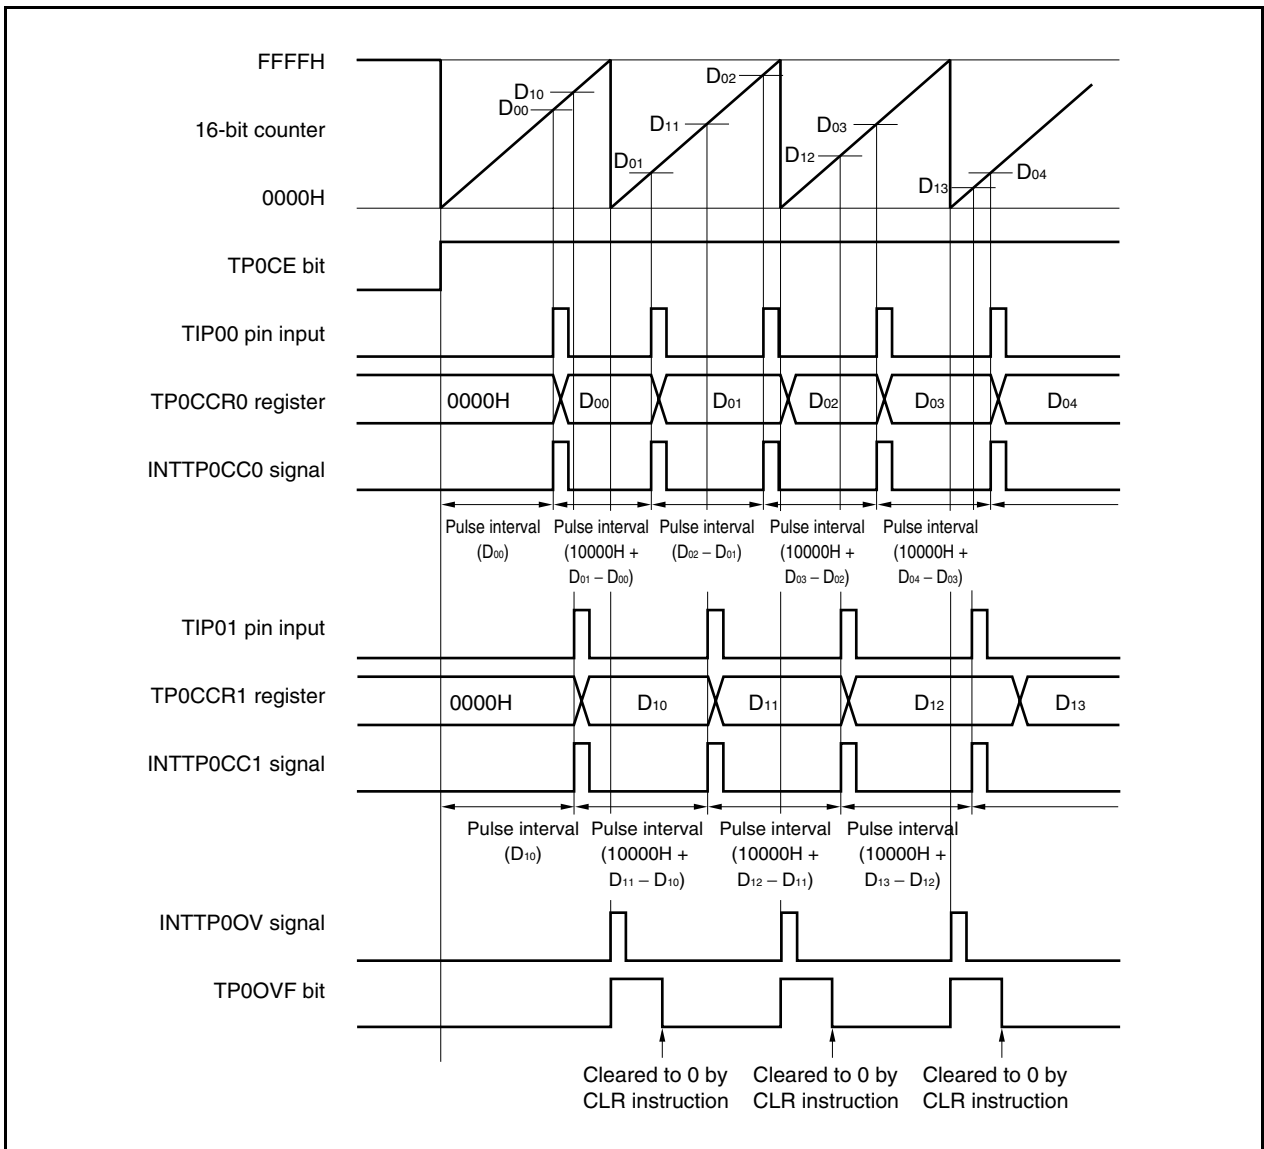 FFFFH
16-bit counter
0000H
D10
D00
D01
D11
D02
D12
D03
D13
D04
TP0CE bit
TIP00 pin input
TP0CCR0 register
0000H D00 D01 D02 D03 D04
INTTP0CC0 signal
Pulse interval Pulse interval Pulse interval Pulse interval Pulse interval
(D00) (10000H + (D02 – D01) (10000H + (10000H +
D01 – D00) D03 – D02) D04 – D03)
TIP01 pin input
TP0CCR1 register
0000H D10 D11 D12 D13
INTTP0CC1 signal
Pulse interval Pulse interval Pulse interval Pulse interval
(D10) (10000H + (10000H + (10000H +
D11 – D10) D12 – D11) D13 – D12)
INTTP0OV signal
TP0OVF bit
Cleared to 0 by Cleared to 0 by Cleared to 0 by
CLR instruction CLR instruction CLR instruction